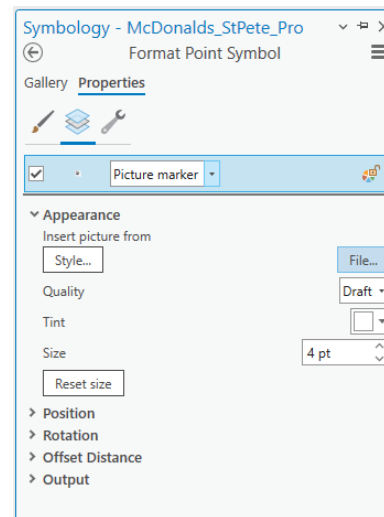 Symbology - McDonalds_StPete_Pro
Format Point Symbol
Gallery Properties
Picture marker
Appearance
Insert picture from
Style... File...
Quality Draft
Tint
Size 4 pt
Reset size
Position
Rotation
Offset Distance
Output